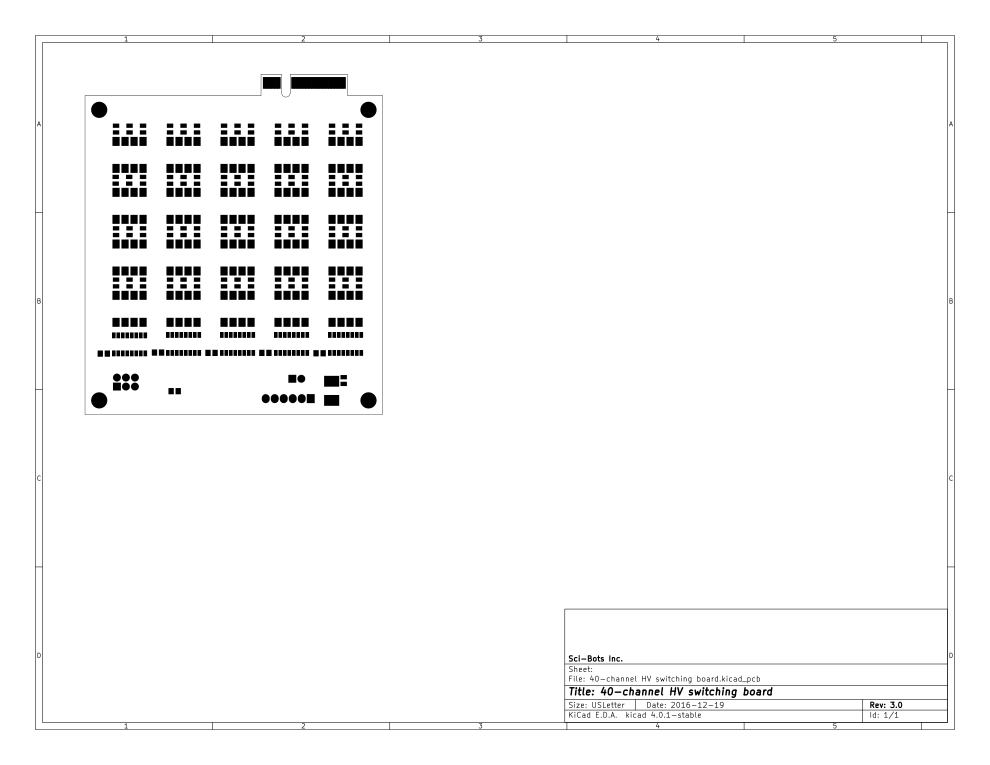 1 2 3 4 5
A A
B B
C C
D D
Sci-Bots Inc.
Sheet:
File: 40-channel HV switching board.kicad_pcb
Title: 40-channel HV switching board
Size: USLetter Date: 2016-12-19 Rev: 3.0
KiCad E.D.A. kicad 4.0.1-stable Id: 1/1
1 2 3 4 5